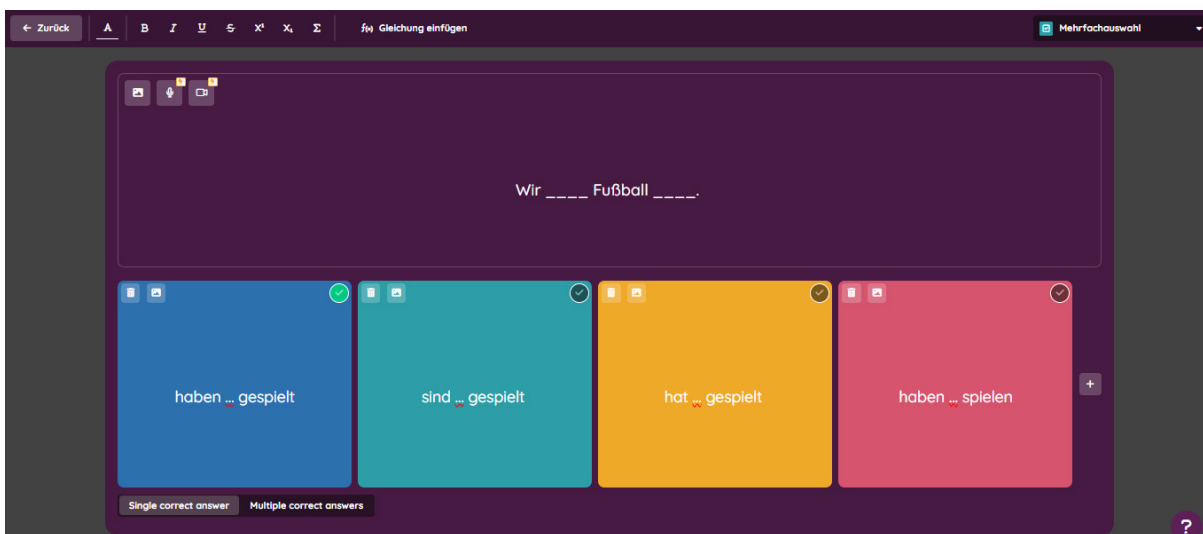 ← Zurück A B I U S X² X₁ Σ f(x) Gleichung einfügen Mehrfachauswahl
Wir ____ Fußball ____.
haben ... gespielt
sind ... gespielt
hat ... gespielt
haben ... spielen
+
Single correct answer Multiple correct answers
?